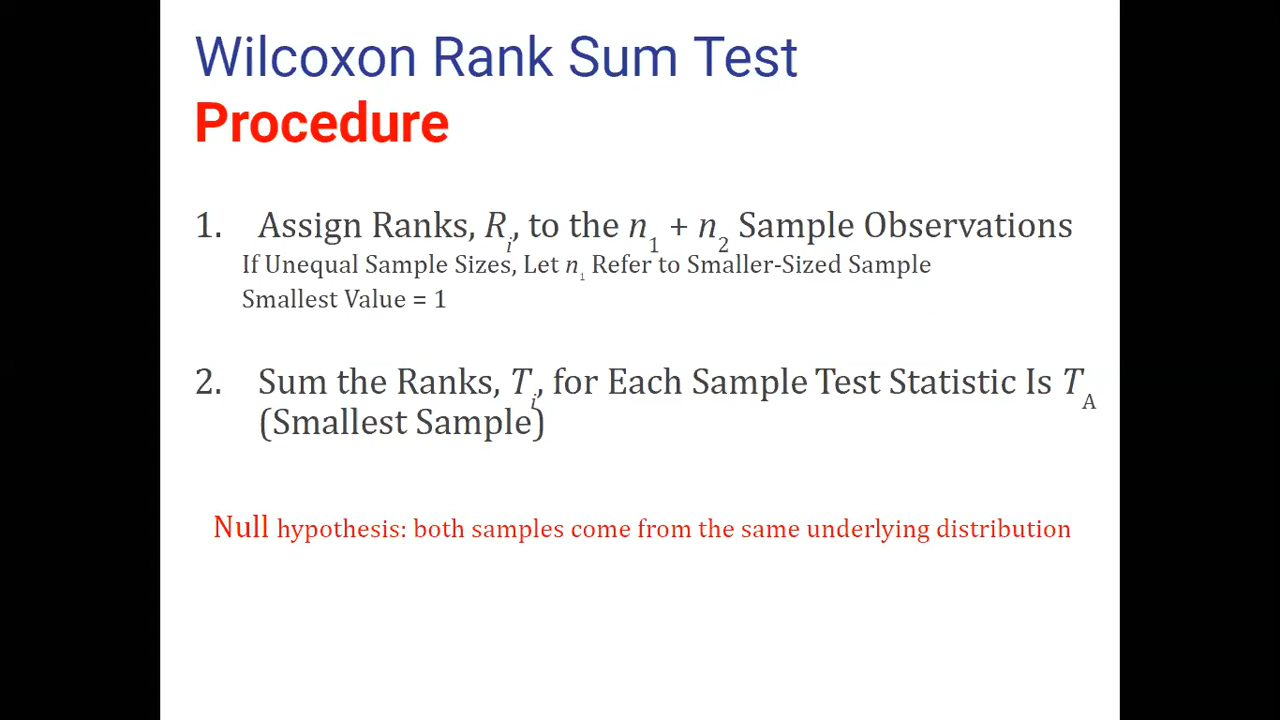 Wilcoxon Rank Sum Test
Procedure
1. Assign Ranks, Rᵢ, to the n₁ + n₂ Sample Observations
If Unequal Sample Sizes, Let n₁ Refer to Smaller-Sized Sample
Smallest Value = 1
2. Sum the Ranks, Tᵢ, for Each Sample Test Statistic Is T_A
(Smallest Sample)
Null hypothesis: both samples come from the same underlying distribution